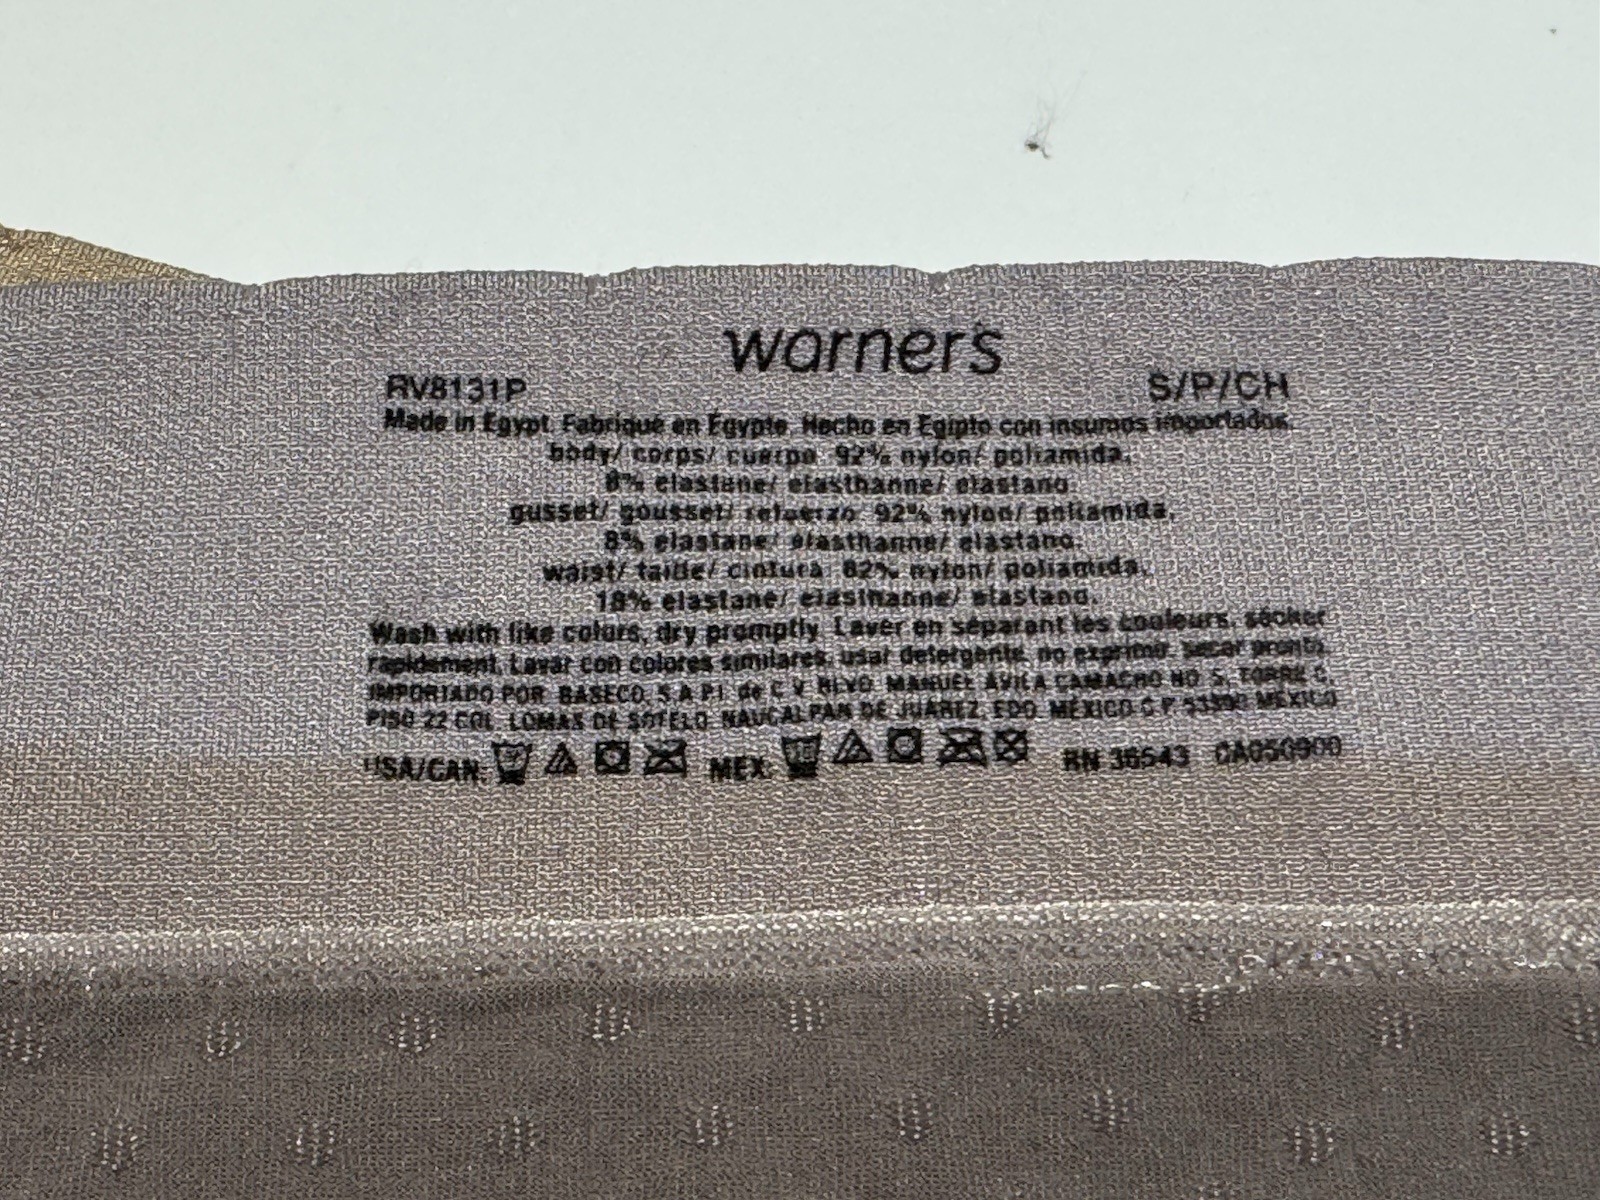 warner's
RV8131P S/P/CH
Made in Egypt. Fabriqué en Égypte. Hecho en Egipto con insumos importados.
body/ corps/ cuerpo: 92% nylon/ poliamida,
8% elastane/ elasthanne/ elastano.
gusset/ gousset/ refuerzo: 92% nylon/ poliamida,
8% elastane/ elasthanne/ elastano.
waist/ taille/ cintura: 82% nylon/ poliamida,
18% elastane/ elasthanne/ elastano.
Wash with like colors, dry promptly. Laver en séparant les couleurs, sécher
rapidement. Lavar con colores similares, usar detergente, no exprimir, secar pronto.
IMPORTADO POR: BASECO, S.A.P.I. de C.V. BLVD. MANUEL ÁVILA CAMACHO NO. 5, TORRE C,
PISO 22 COL. LOMAS DE SOTELO, NAUCALPAN DE JUÁREZ, EDO. MÉXICO C.P. 53390 MÉXICO
USA/CAN: MEX: RN 36543 CA050900